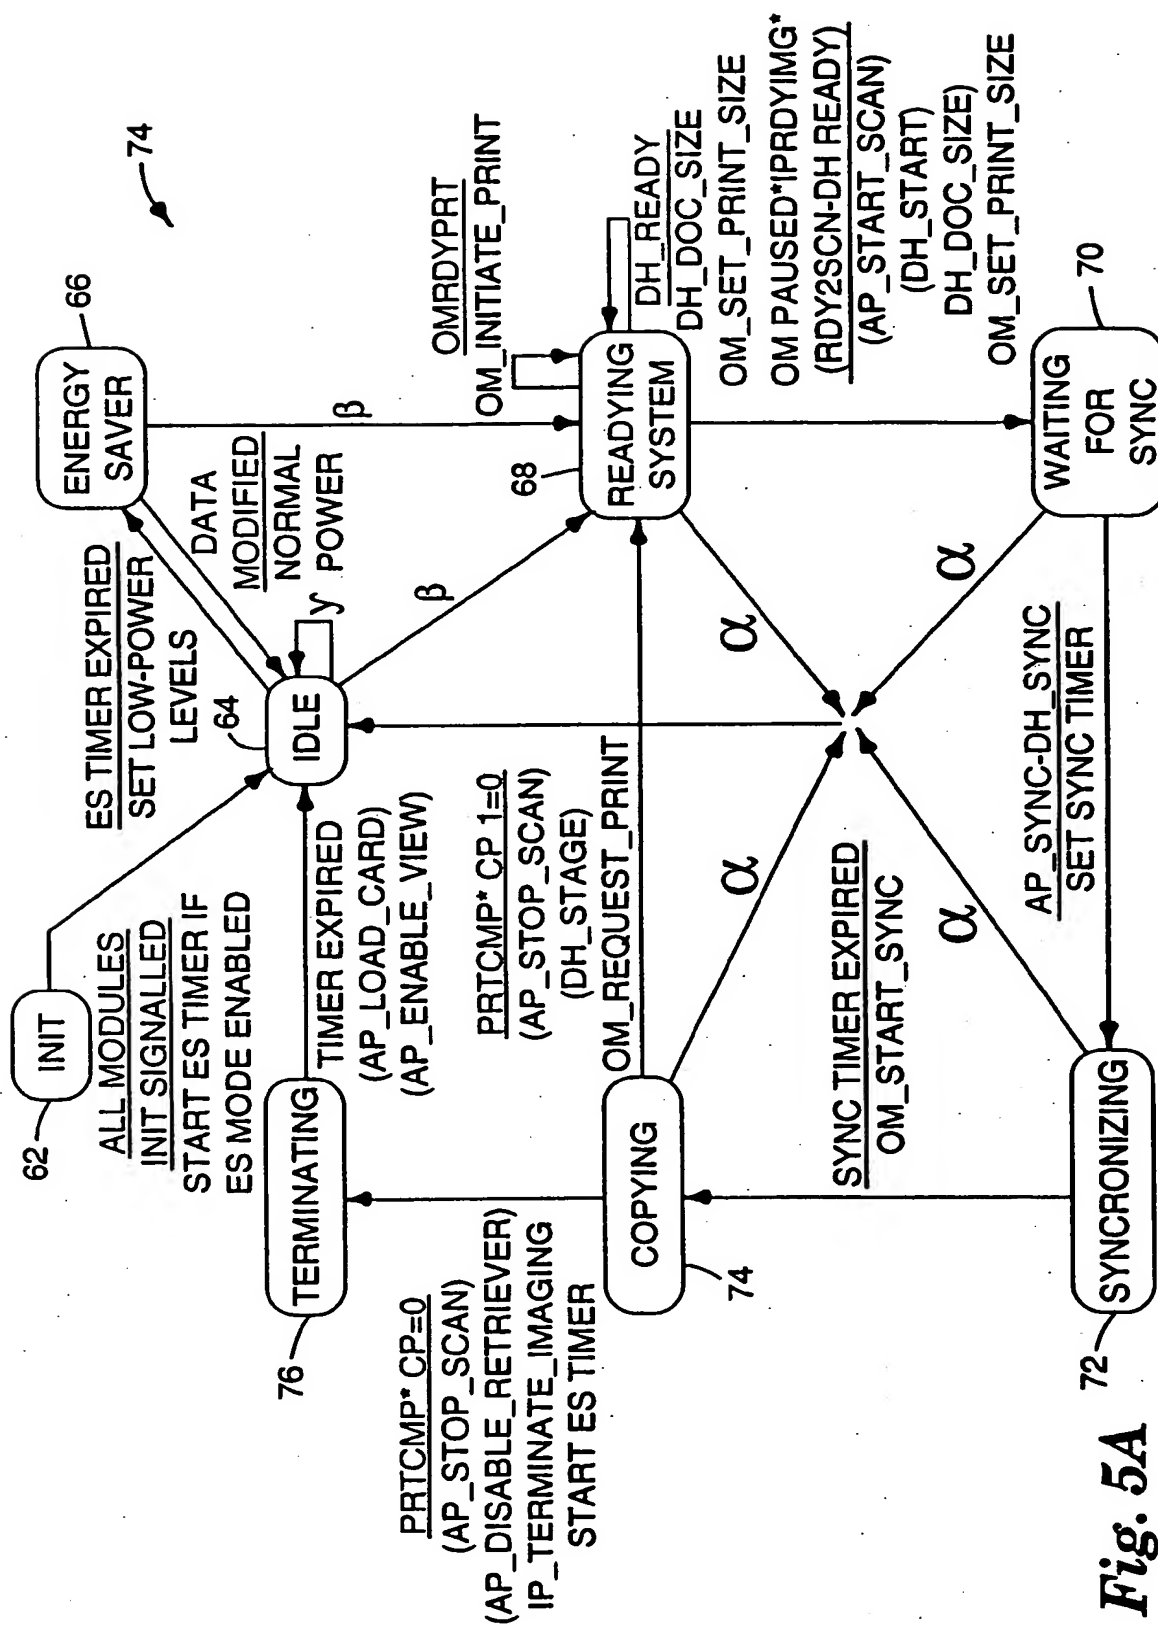 74
62
INIT
ALL MODULES
INIT SIGNALLED
START ES TIMER IF
ES MODE ENABLED
ES TIMER EXPIRED
SET LOW-POWER
LEVELS
66
ENERGY
SAVER
DATA
MODIFIED
NORMAL
POWER
64
IDLE
y
β
β
76
TERMINATING
TIMER EXPIRED
(AP_LOAD_CARD)
(AP_ENABLE_VIEW)
OMRDYPRT
OM_INITIATE_PRINT
68
READYING
SYSTEM
DH_READY
DH_DOC_SIZE
OM_SET_PRINT_SIZE
PRTCMP* CP=0
(AP_STOP_SCAN)
(AP_DISABLE_RETRIEVER)
IP_TERMINATE_IMAGING
START ES TIMER
COPYING
74
PRTCMP* CP 1=0
(AP_STOP_SCAN)
(DH_STAGE)
OM_REQUEST_PRINT
α
α
α
α
OM PAUSED*IPRDYIMG*
(RDY2SCN-DH READY)
(AP_START_SCAN)
(DH_START)
DH_DOC_SIZE)
OM_SET_PRINT_SIZE
SYNC TIMER EXPIRED
OM_START_SYNC
72
SYNCRONIZING
AP_SYNC-DH_SYNC
SET SYNC TIMER
70
WAITING
FOR
SYNC
Fig. 5A